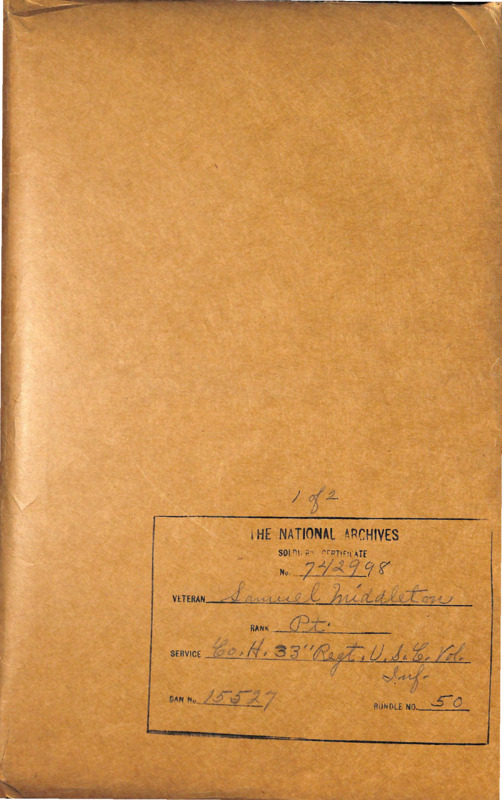 1 of 2
THE NATIONAL ARCHIVES
SOLDIER CERTIFICATE
No. 742998
VETERAN Samuel Middleton
RANK Pt.
SERVICE Co. H. 33" Regt. U.S.C. Vol.
Inf.
CAN No. 15527 BUNDLE NO. 50